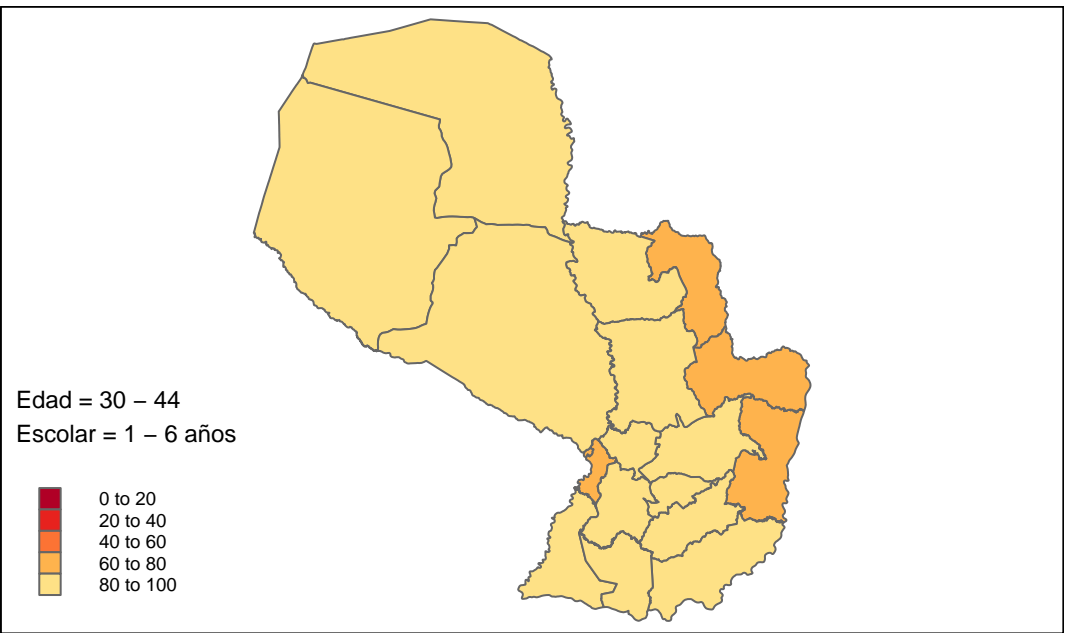 Edad = 30 – 44
Escolar = 1 – 6 años
0 to 20
20 to 40
40 to 60
60 to 80
80 to 100